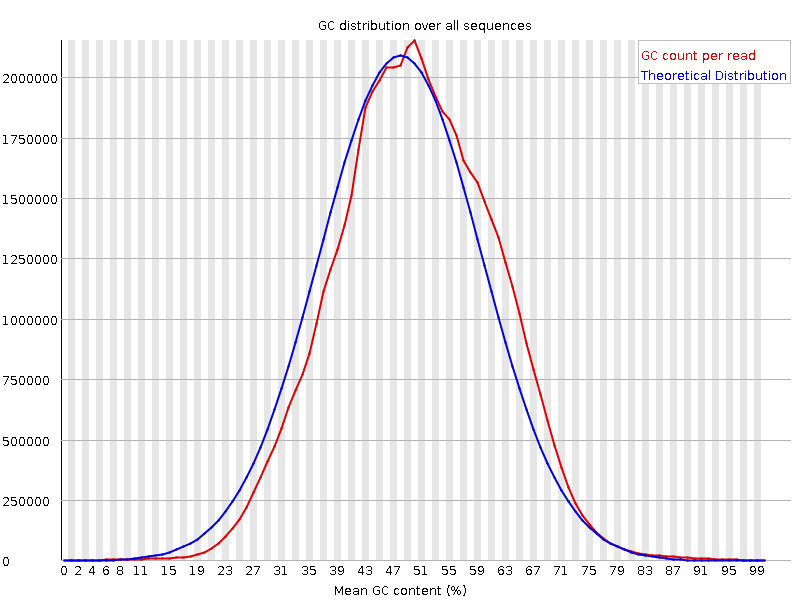 GC distribution over all sequences
GC count per read
Theoretical Distribution
2000000
1750000
1500000
1250000
1000000
750000
500000
250000
0
0 2 4 6 8 11 15 19 23 27 31 35 39 43 47 51 55 59 63 67 71 75 79 83 87 91 95 99
Mean GC content (%)